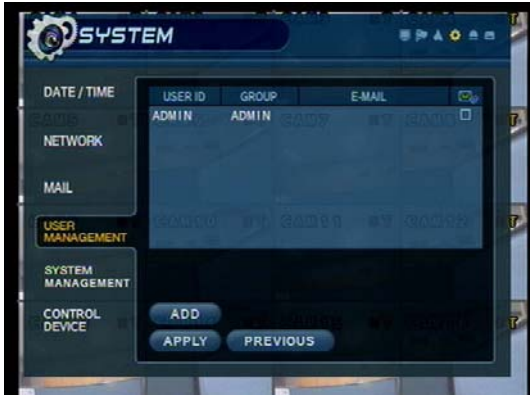 SYSTEM
DATE / TIME
NETWORK
MAIL
USER
MANAGEMENT
SYSTEM
MANAGEMENT
CONTROL
DEVICE
USER ID GROUP E-MAIL
ADMIN ADMIN
ADD
APPLY PREVIOUS